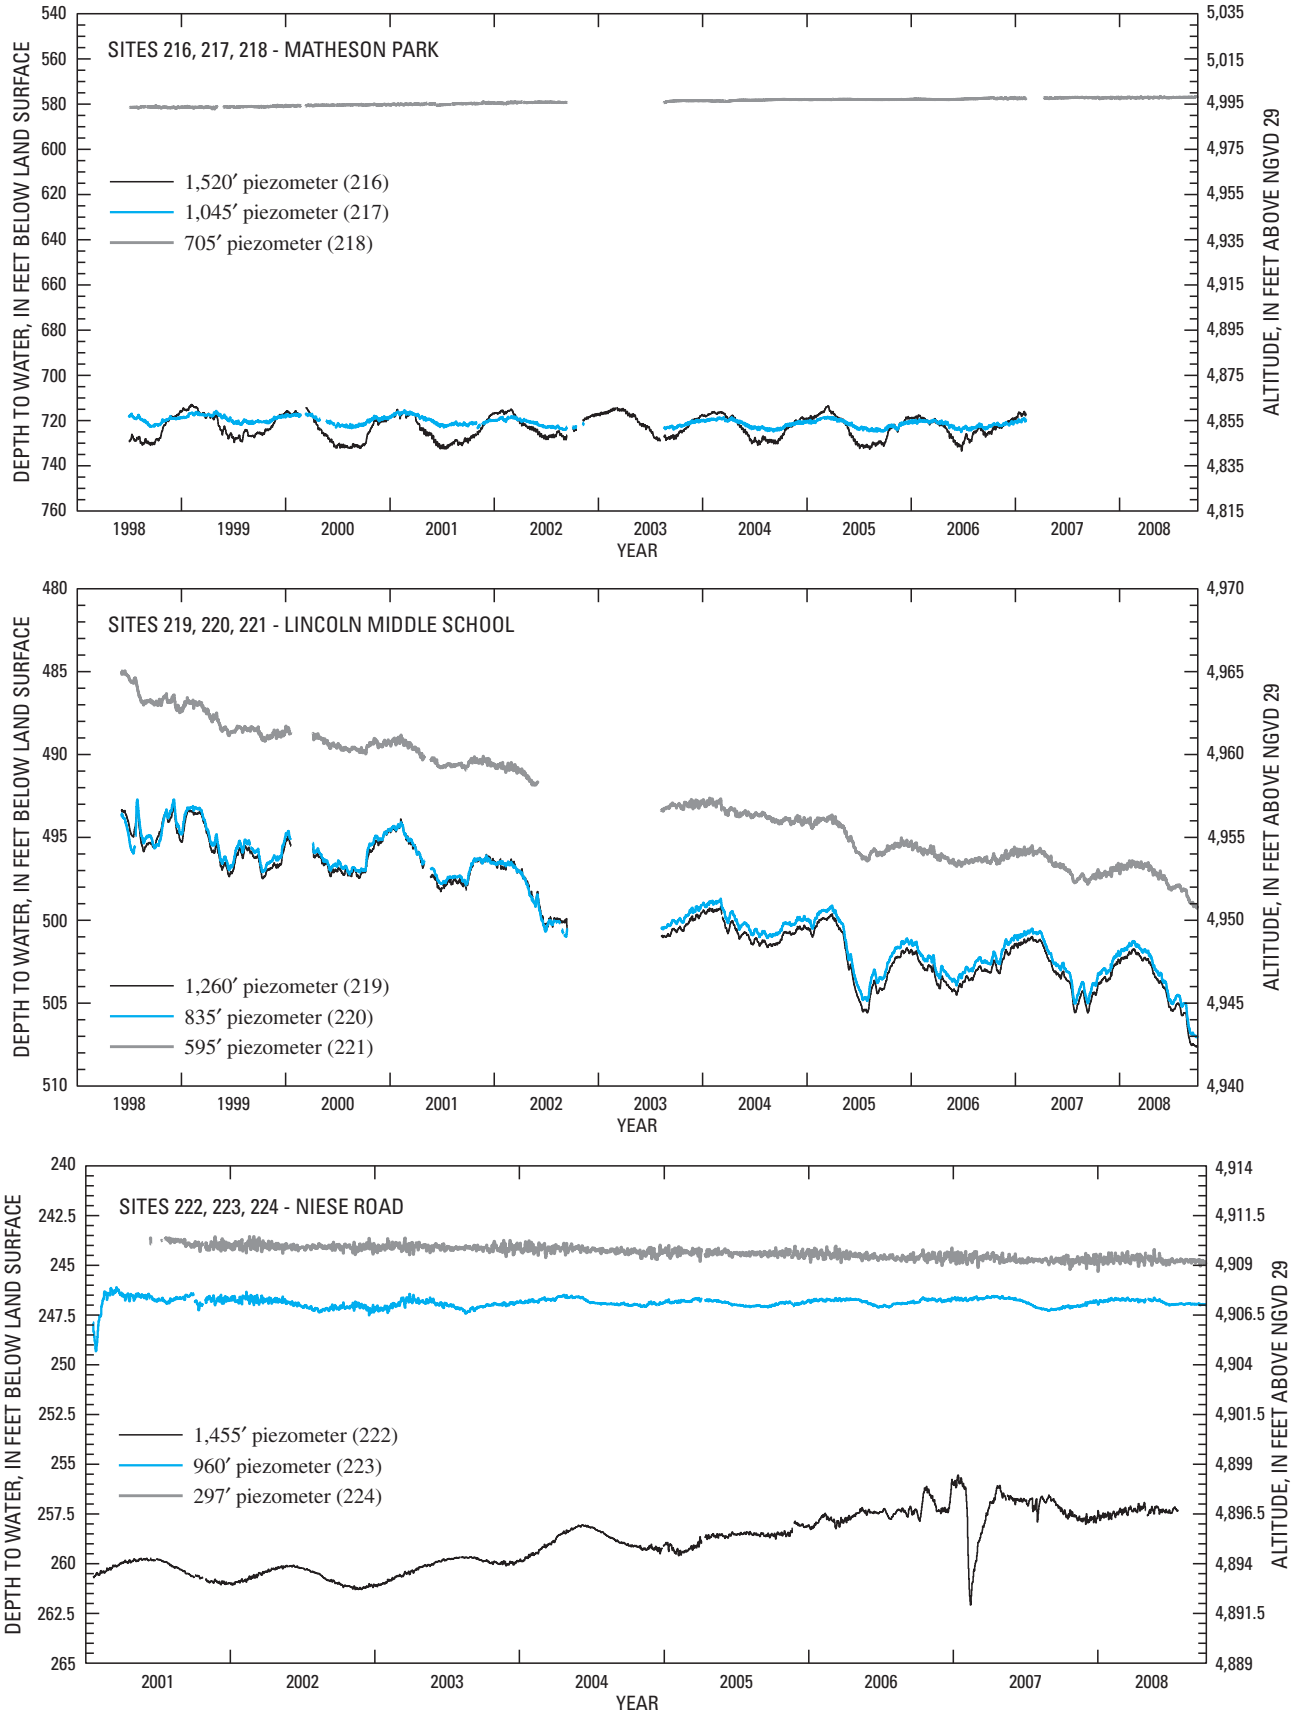 SITES 216, 217, 218 - MATHESON PARK
DEPTH TO WATER, IN FEET BELOW LAND SURFACE
540
560
580
600
620
640
660
680
700
720
740
760
1,520′ piezometer (216)
1,045′ piezometer (217)
705′ piezometer (218)
5,035
5,015
4,995
4,975
4,955
4,935
4,915
4,895
4,875
4,855
4,835
4,815
ALTITUDE, IN FEET ABOVE NGVD 29
1998 1999 2000 2001 2002 2003 2004 2005 2006 2007 2008
YEAR
SITES 219, 220, 221 - LINCOLN MIDDLE SCHOOL
DEPTH TO WATER, IN FEET BELOW LAND SURFACE
480
485
490
495
500
505
510
1,260′ piezometer (219)
835′ piezometer (220)
595′ piezometer (221)
4,970
4,965
4,960
4,955
4,950
4,945
4,940
ALTITUDE, IN FEET ABOVE NGVD 29
1998 1999 2000 2001 2002 2003 2004 2005 2006 2007 2008
YEAR
SITES 222, 223, 224 - NIESE ROAD
DEPTH TO WATER, IN FEET BELOW LAND SURFACE
240
242.5
245
247.5
250
252.5
255
257.5
260
262.5
265
1,455′ piezometer (222)
960′ piezometer (223)
297′ piezometer (224)
4,914
4,911.5
4,909
4,906.5
4,904
4,901.5
4,899
4,896.5
4,894
4,891.5
4,889
ALTITUDE, IN FEET ABOVE NGVD 29
2001 2002 2003 2004 2005 2006 2007 2008
YEAR